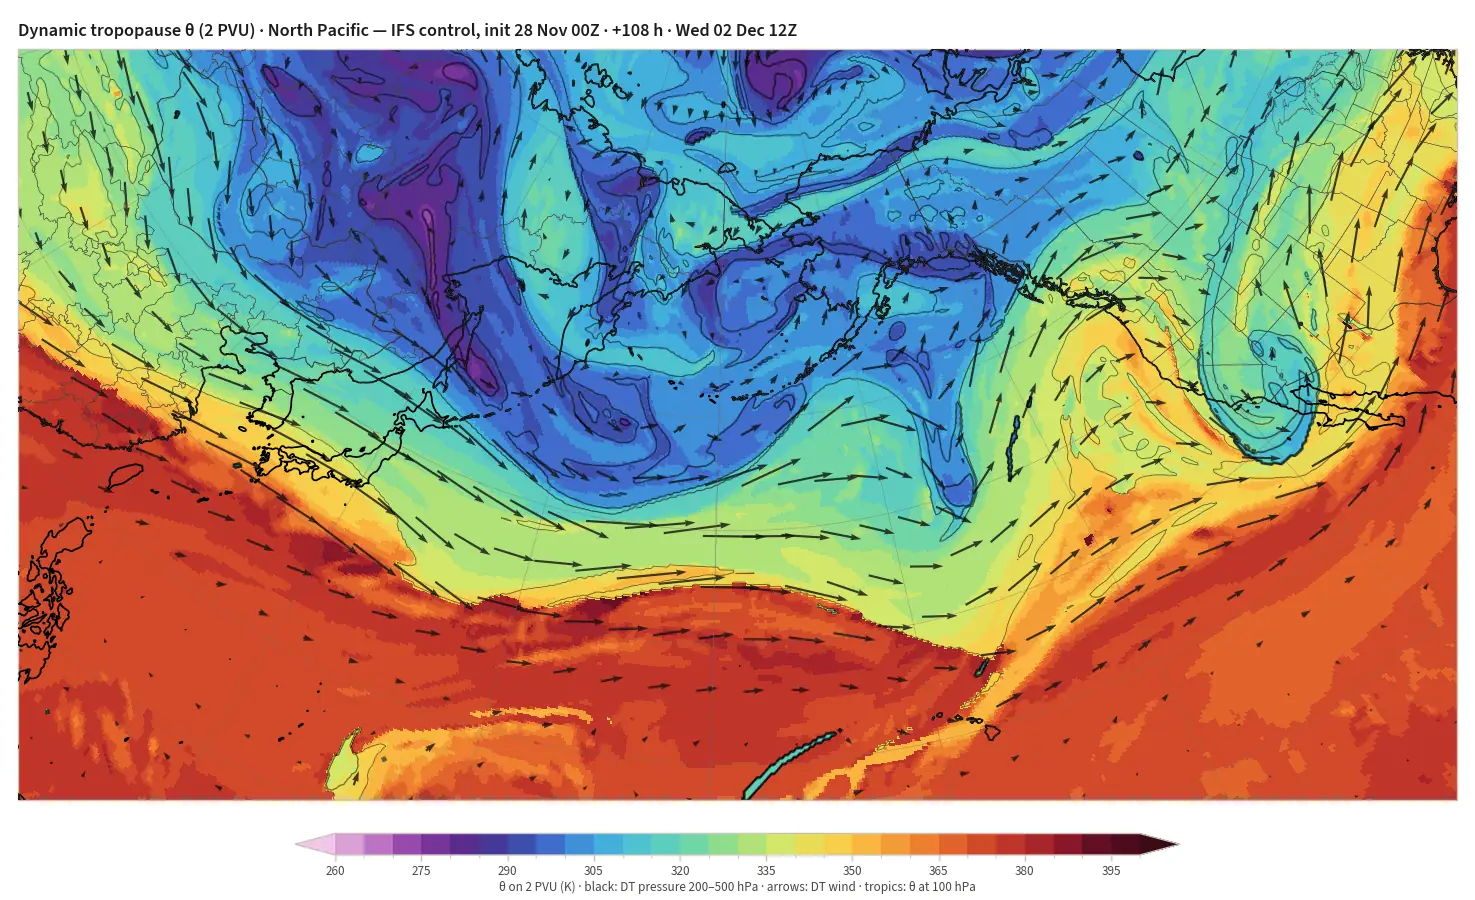 Dynamic tropopause θ (2 PVU) · North Pacific — IFS control, init 28 Nov 00Z · +108 h · Wed 02 Dec 12Z
260 275 290 305 320 335 350 365 380 395
θ on 2 PVU (K) · black: DT pressure 200–500 hPa · arrows: DT wind · tropics: θ at 100 hPa